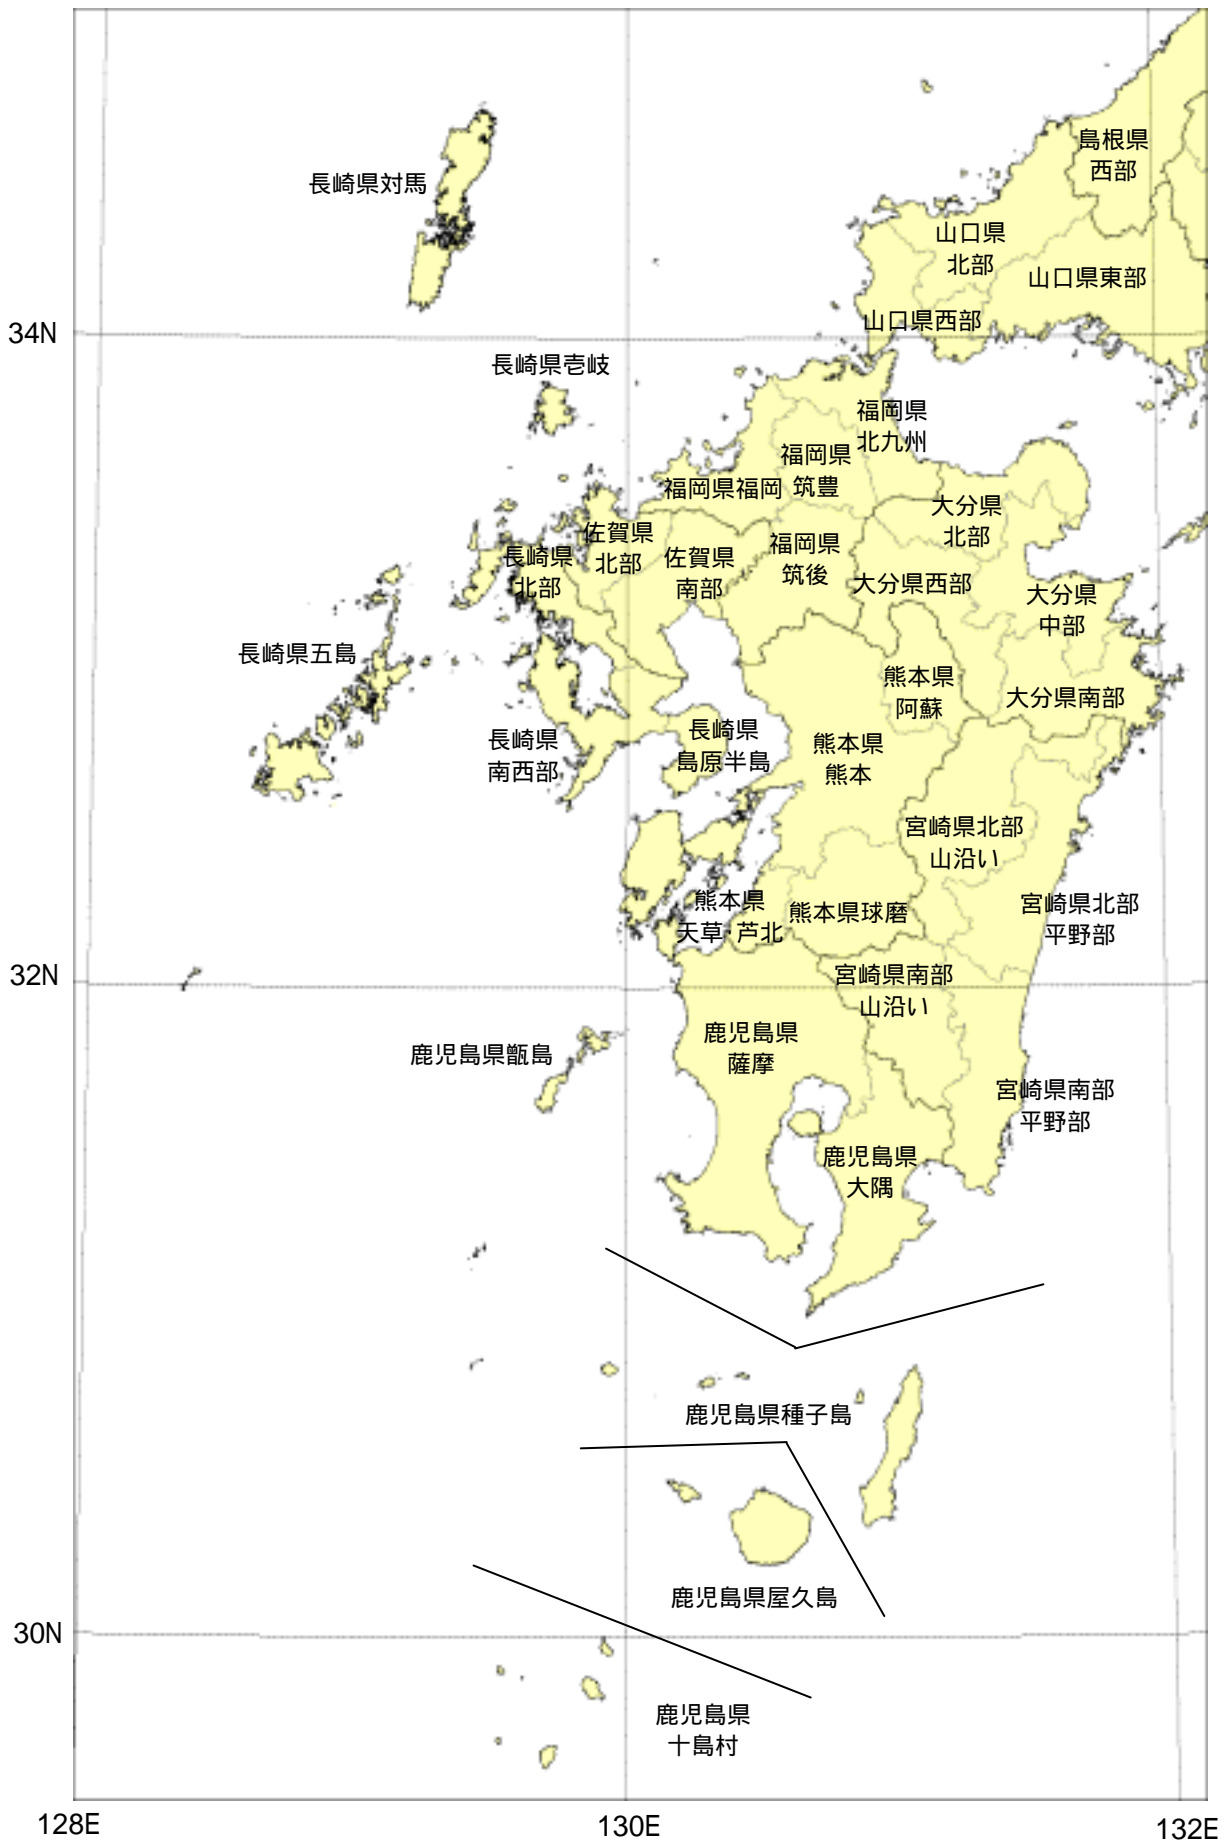 島根県
西部
長崎県対馬
山口県
北部
山口県東部
山口県西部
34N
長崎県壱岐
福岡県
北九州
福岡県
筑豊
福岡県福岡
大分県
北部
佐賀県
北部
福岡県
筑後
長崎県
北部
佐賀県
南部
大分県西部
大分県
中部
長崎県五島
熊本県
阿蘇
大分県南部
長崎県
島原半島
長崎県
南西部
熊本県
熊本
宮崎県北部
山沿い
熊本県
天草・芦北
熊本県球磨
宮崎県北部
平野部
32N
宮崎県南部
山沿い
鹿児島県
薩摩
鹿児島県甑島
宮崎県南部
平野部
鹿児島県
大隅
鹿児島県種子島
鹿児島県屋久島
30N
鹿児島県
十島村
128E
130E
132E